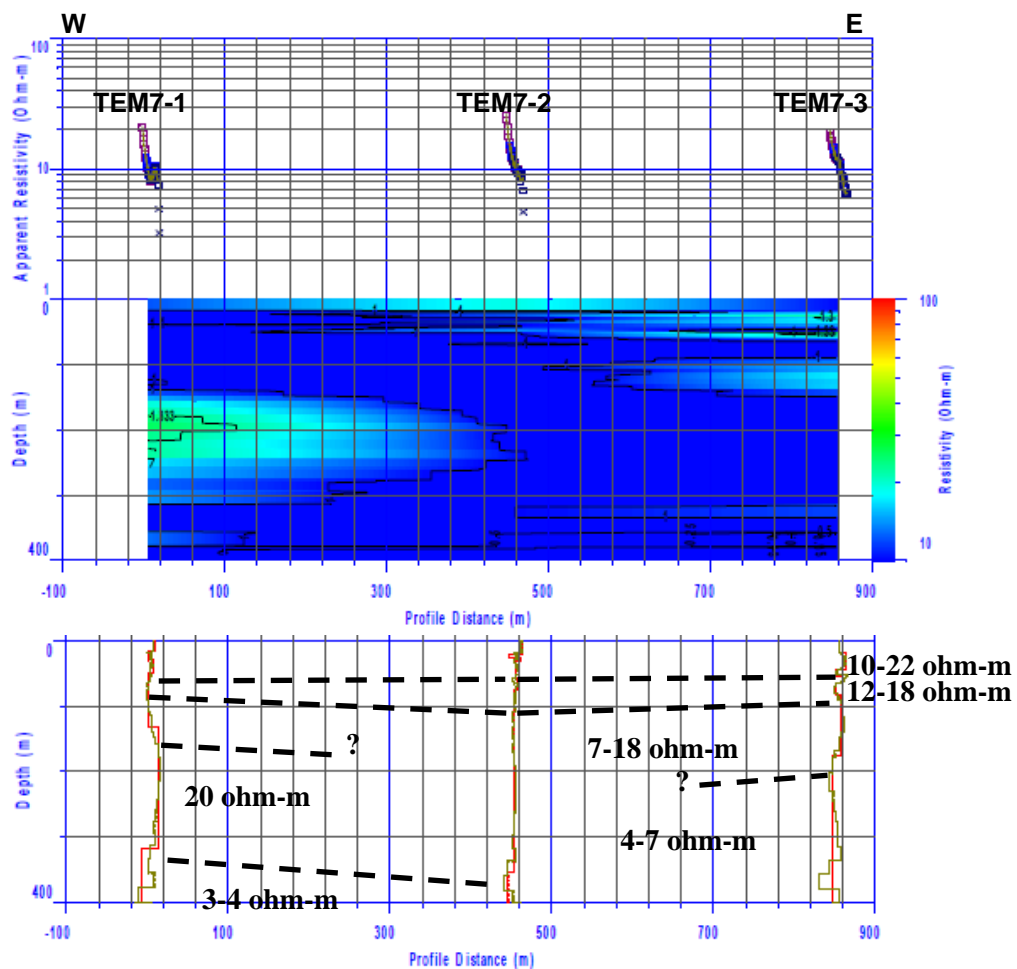 W E
100
TEM7-1 TEM7-2 TEM7-3
Apparent Resistivity (Ohm-m)
10
1
0
100
-1.333
Depth (m)
Resistivity (Ohm-m)
400
10
-100 100 300 500 700 900
Profile Distance (m)
0
10-22 ohm-m
12-18 ohm-m
? 7-18 ohm-m
?
20 ohm-m
Depth (m)
4-7 ohm-m
3-4 ohm-m
400
-100 100 300 500 700 900
Profile Distance (m)